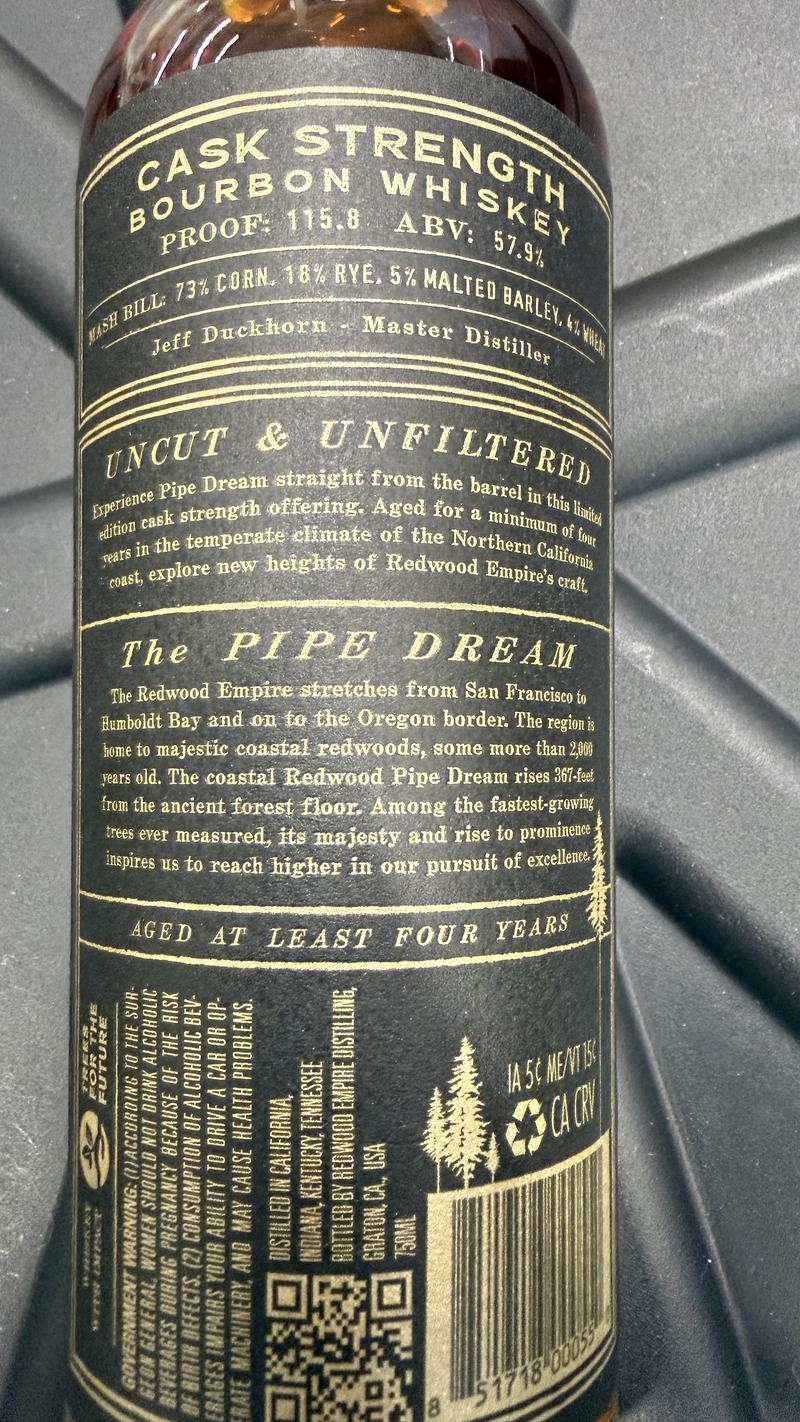 CASK STRENGTH
BOURBON WHISKEY
PROOF: 115.8 ABV: 57.9%
MASH BILL: 73% CORN, 18% RYE, 5% MALTED BARLEY, 4% WHEAT
Jeff Duckhorn - Master Distiller
UNCUT & UNFILTERED
Experience Pipe Dream straight from the barrel in this limited
edition cask strength offering. Aged for a minimum of four
years in the temperate climate of the Northern California
coast, explore new heights of Redwood Empire's craft.
The PIPE DREAM
The Redwood Empire stretches from San Francisco to
Humboldt Bay and on to the Oregon border. The region is
home to majestic coastal redwoods, some more than 2,000
years old. The coastal Redwood Pipe Dream rises 367-feet
from the ancient forest floor. Among the fastest-growing
trees ever measured, its majesty and rise to prominence
inspires us to reach higher in our pursuit of excellence.
AGED AT LEAST FOUR YEARS
TREES
FOR THE
FUTURE
GOVERNMENT WARNING: (1) ACCORDING TO THE SUR-
GEON GENERAL, WOMEN SHOULD NOT DRINK ALCOHOLIC
BEVERAGES DURING PREGNANCY BECAUSE OF THE RISK
OF BIRTH DEFECTS. (2) CONSUMPTION OF ALCOHOLIC BEV-
ERAGES IMPAIRS YOUR ABILITY TO DRIVE A CAR OR OP-
ERATE MACHINERY, AND MAY CAUSE HEALTH PROBLEMS.
DISTILLED IN CALIFORNIA,
INDIANA, KENTUCKY, TENNESSEE
BOTTLED BY REDWOOD EMPIRE DISTILLING,
GRATON, CA, USA
750ML
IA 5¢ ME/VT 15¢
CA CRV
8 51718 00055